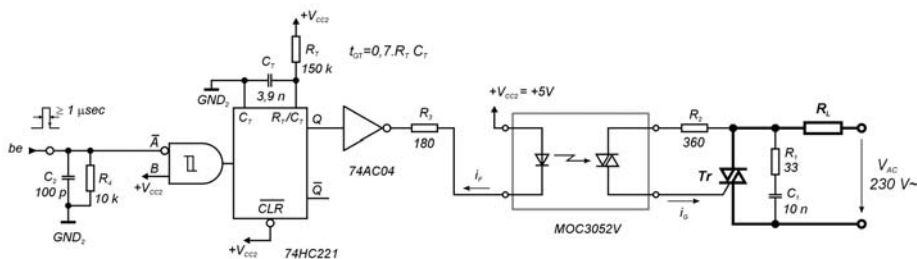 +V_CC2
R_T
150 k
t_GT=0,7.R_T C_T
C_T
3,9 n
GND_2
≥ 1 μsec
be
C_2
100 p
R_4
10 k
GND_2
A̅
B
+V_CC2
C_T
R_T/C_T
Q
Q̅
C̅L̅R̅
+V_CC2
74HC221
74AC04
R_3
180
i_F
+V_CC2= +5V
MOC3052V
R_2
360
i_G
Tr
R_L
R_1
33
C_1
10 n
V_AC
230 V~